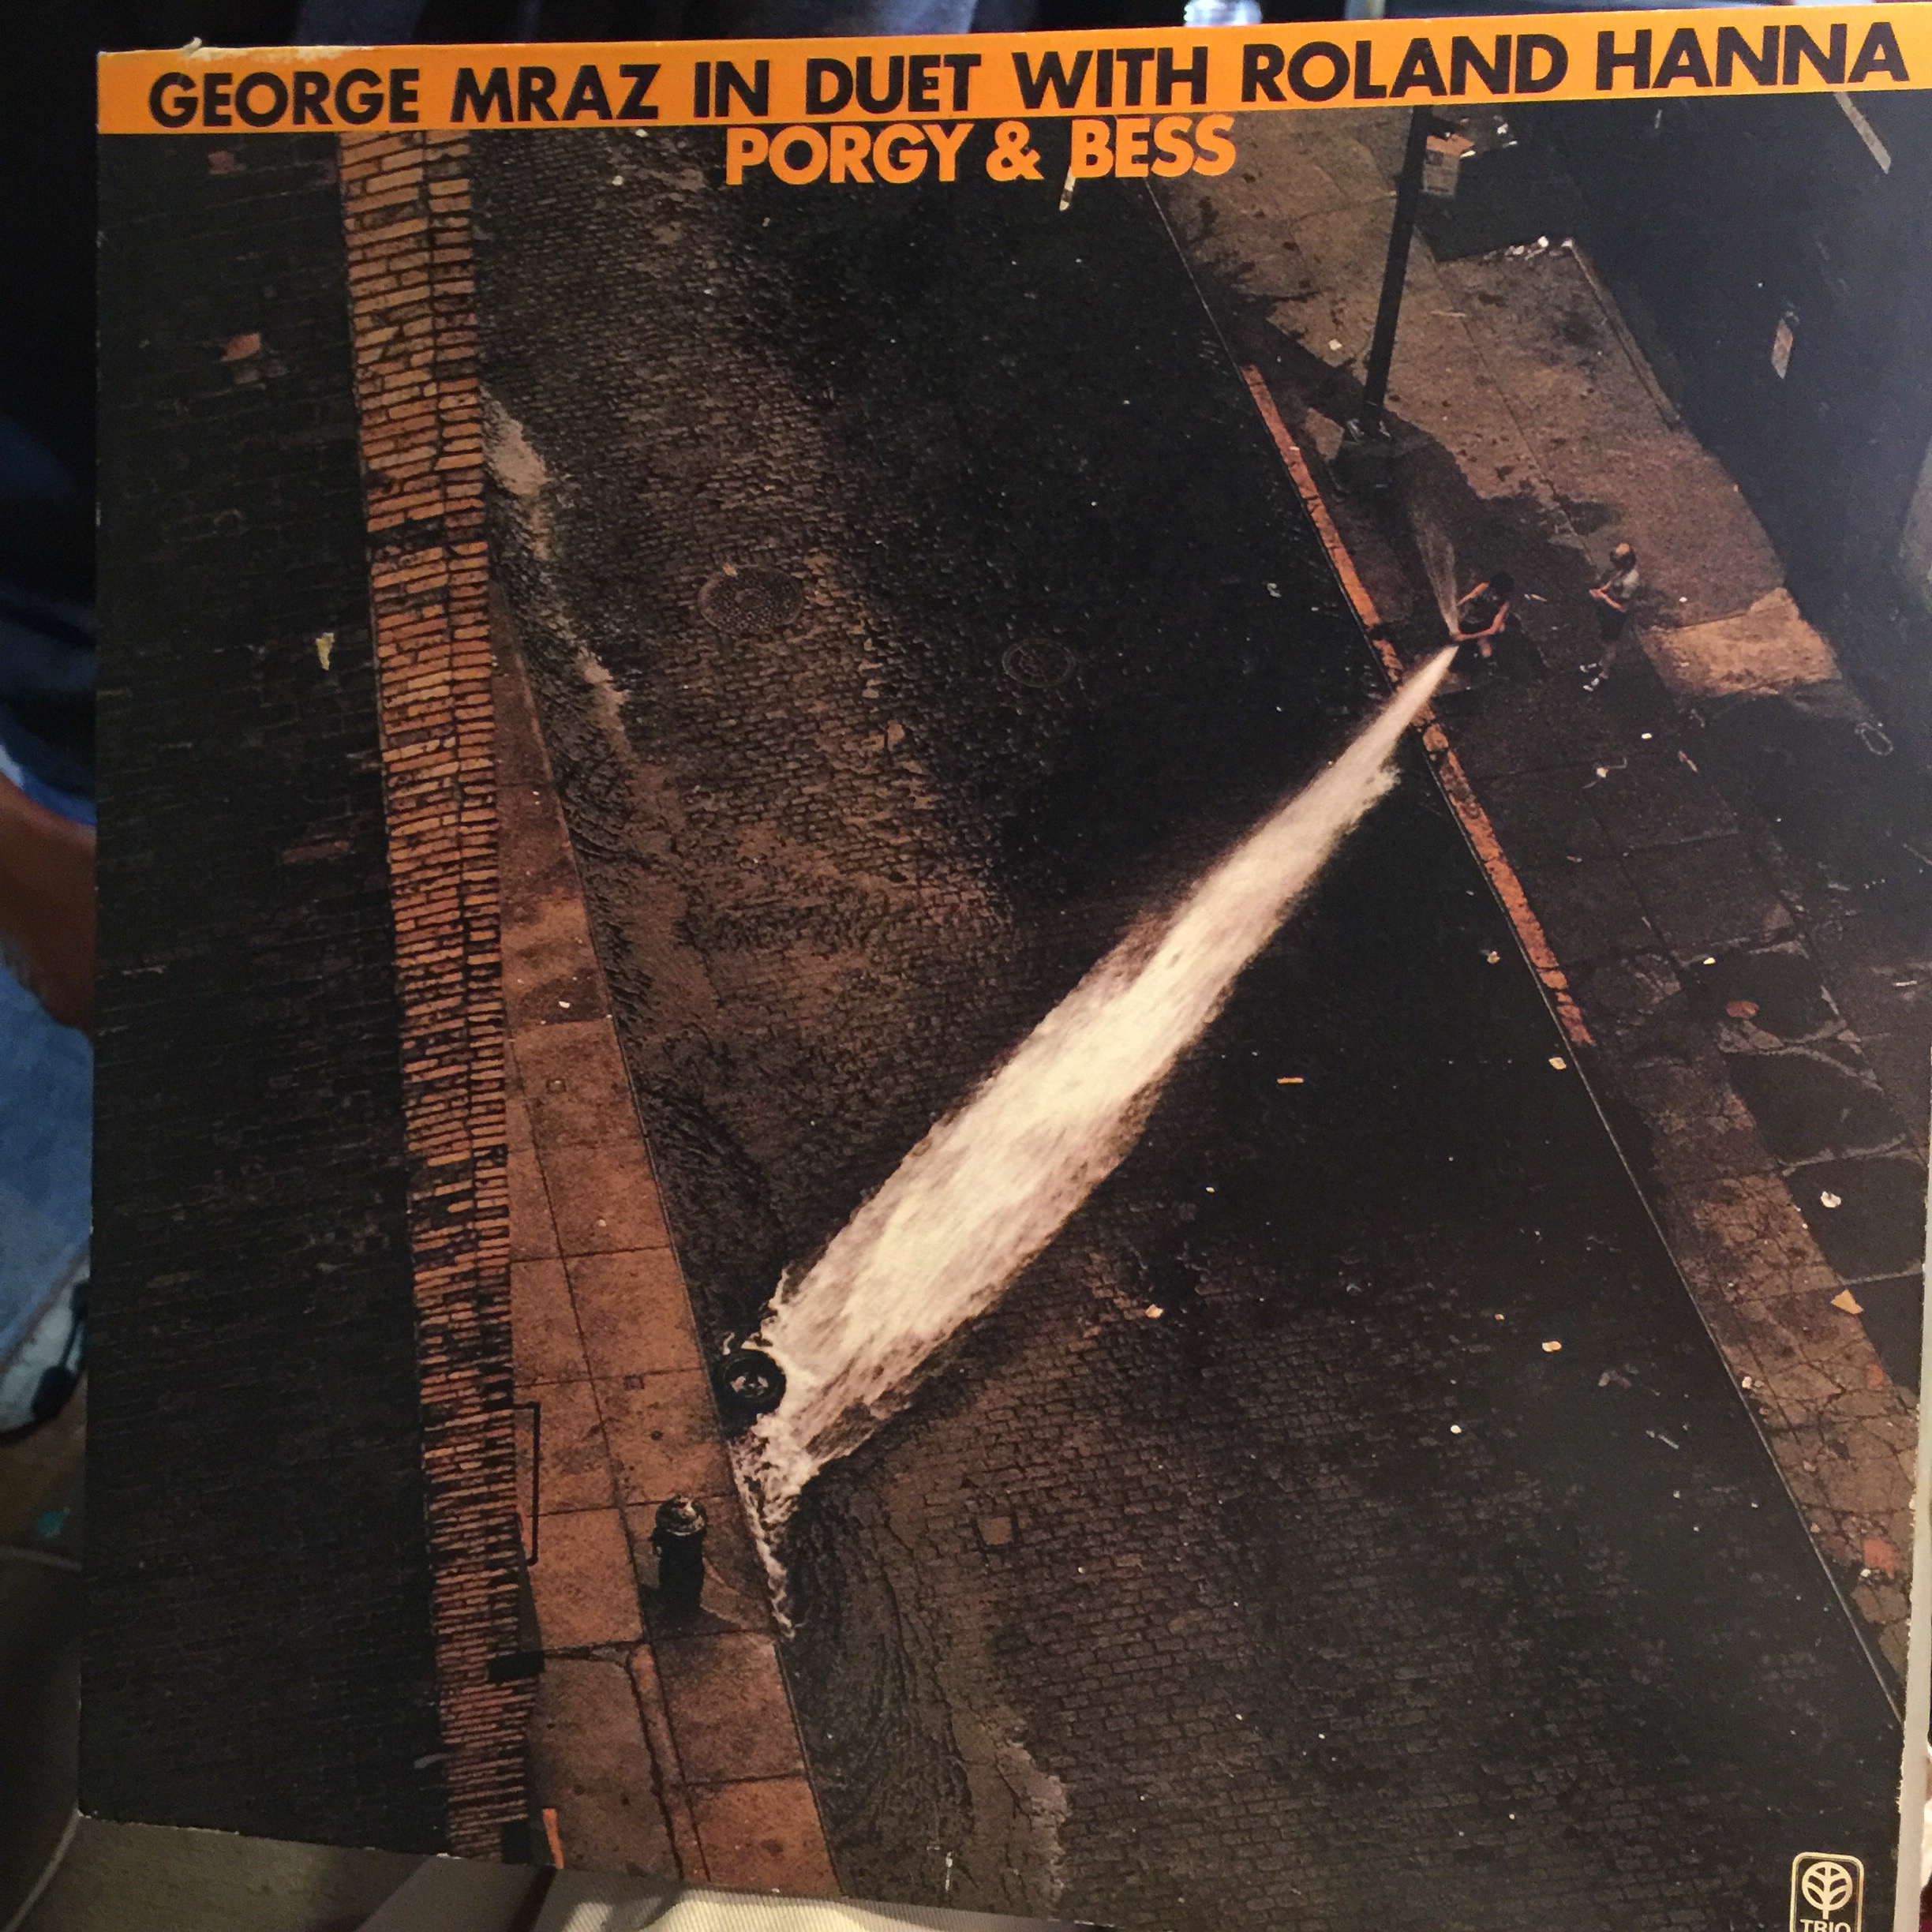 GEORGE MRAZ IN DUET WITH ROLAND HANNA
PORGY & BESS
TRIO